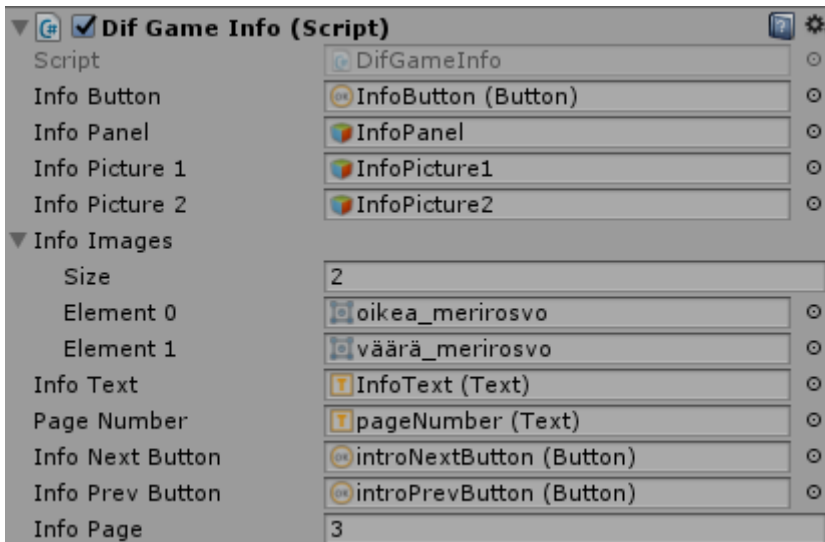 Dif Game Info (Script)
Script DifGameInfo
Info Button InfoButton (Button)
Info Panel InfoPanel
Info Picture 1 InfoPicture1
Info Picture 2 InfoPicture2
Info Images
Size 2
Element 0 oikea_merirosvo
Element 1 väärä_merirosvo
Info Text InfoText (Text)
Page Number pageNumber (Text)
Info Next Button introNextButton (Button)
Info Prev Button introPrevButton (Button)
Info Page 3